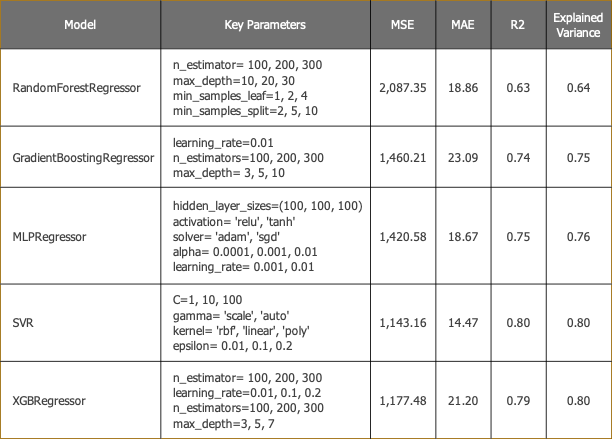 Model Key Parameters MSE MAE R2 Explained Variance
RandomForestRegressor
n_estimator= 100, 200, 300
max_depth=10, 20, 30
min_samples_leaf=1, 2, 4
min_samples_split=2, 5, 10
2,087.35 18.86 0.63 0.64
GradientBoostingRegressor
learning_rate=0.01
n_estimators=100, 200, 300
max_depth= 3, 5, 10
1,460.21 23.09 0.74 0.75
MLPRegressor
hidden_layer_sizes=(100, 100, 100)
activation= 'relu', 'tanh'
solver= 'adam', 'sgd'
alpha= 0.0001, 0.001, 0.01
learning_rate= 0.001, 0.01
1,420.58 18.67 0.75 0.76
SVR
C=1, 10, 100
gamma= 'scale', 'auto'
kernel= 'rbf', 'linear', 'poly'
epsilon= 0.01, 0.1, 0.2
1,143.16 14.47 0.80 0.80
XGBRegressor
n_estimator= 100, 200, 300
learning_rate=0.01, 0.1, 0.2
n_estimators=100, 200, 300
max_depth=3, 5, 7
1,177.48 21.20 0.79 0.80